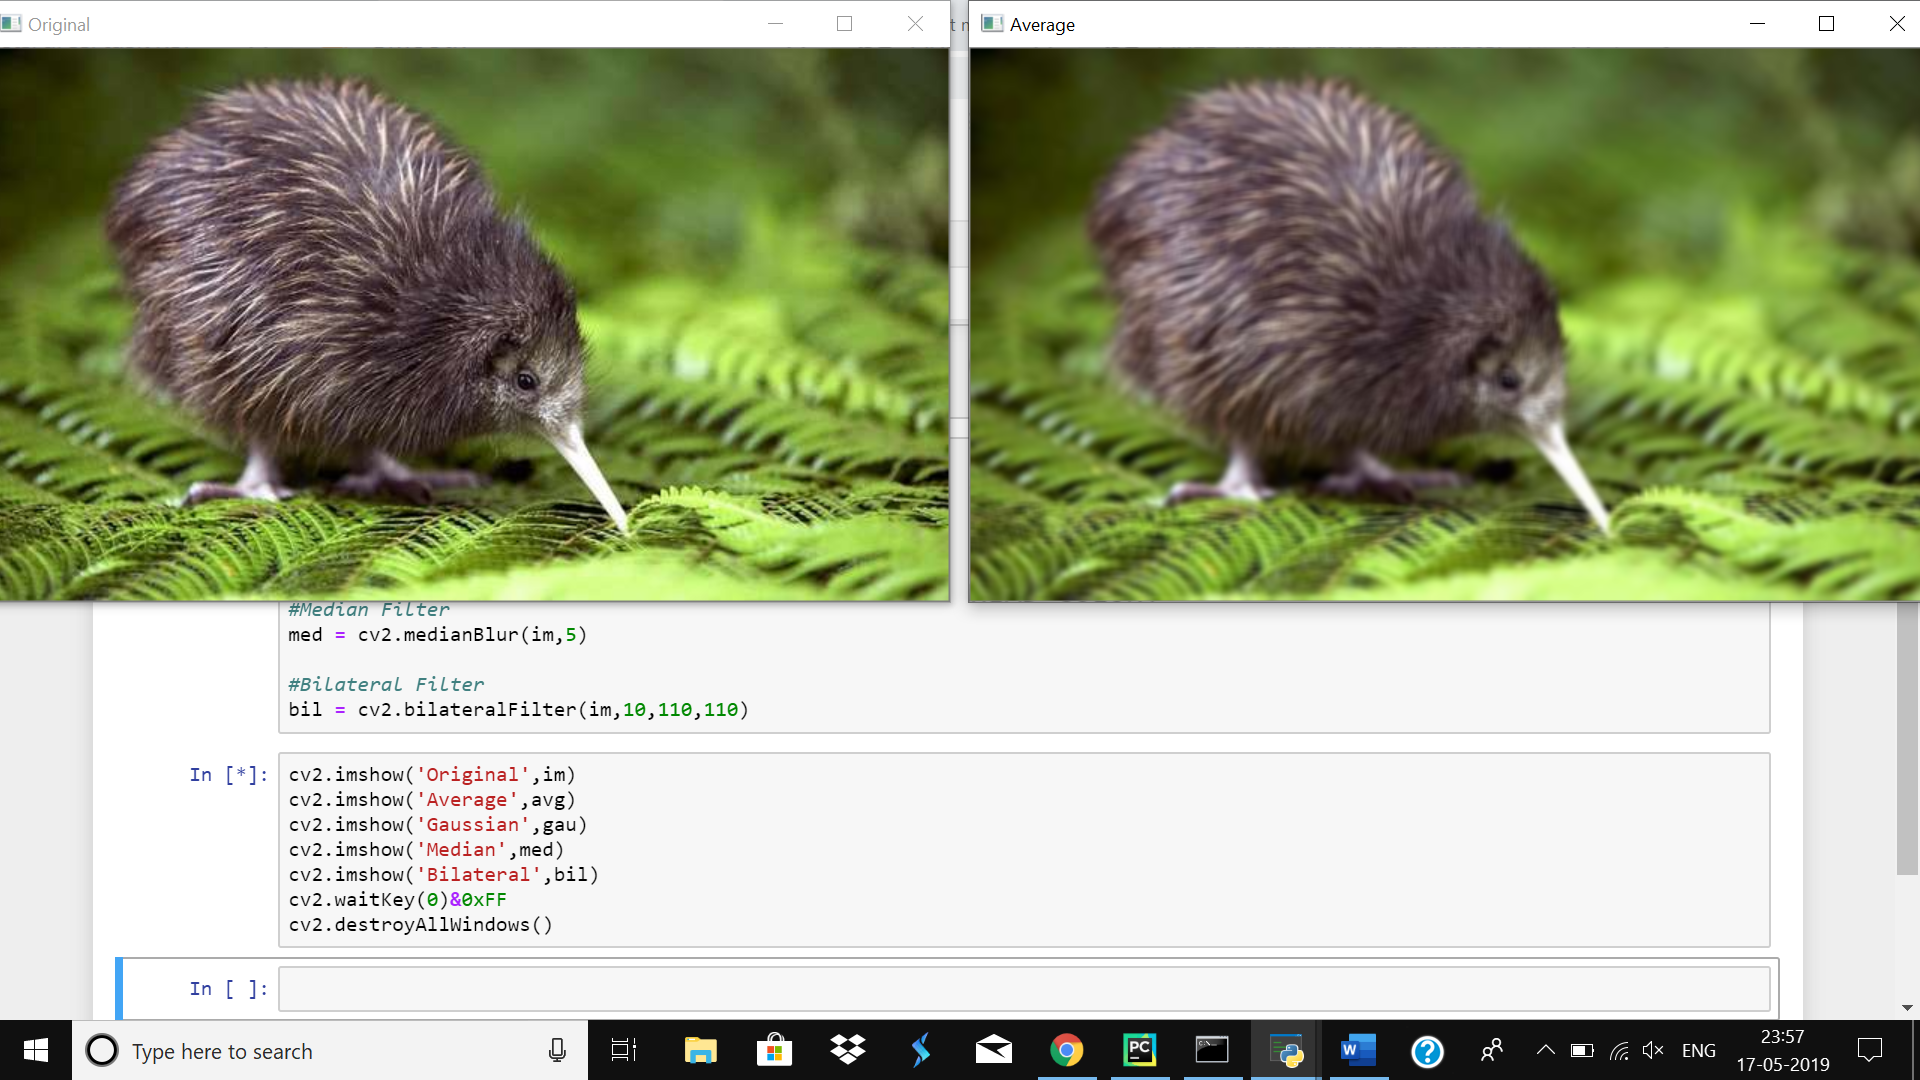 Original
t n
Average
#Median Filter
med = cv2.medianBlur(im,5)
#Bilateral Filter
bil = cv2.bilateralFilter(im,10,110,110)
In [*]:
cv2.imshow('Original',im)
cv2.imshow('Average',avg)
cv2.imshow('Gaussian',gau)
cv2.imshow('Median',med)
cv2.imshow('Bilateral',bil)
cv2.waitKey(0)&0xFF
cv2.destroyAllWindows()
In [ ]:
Type here to search
PC
W
?
ENG
23:57
17-05-2019